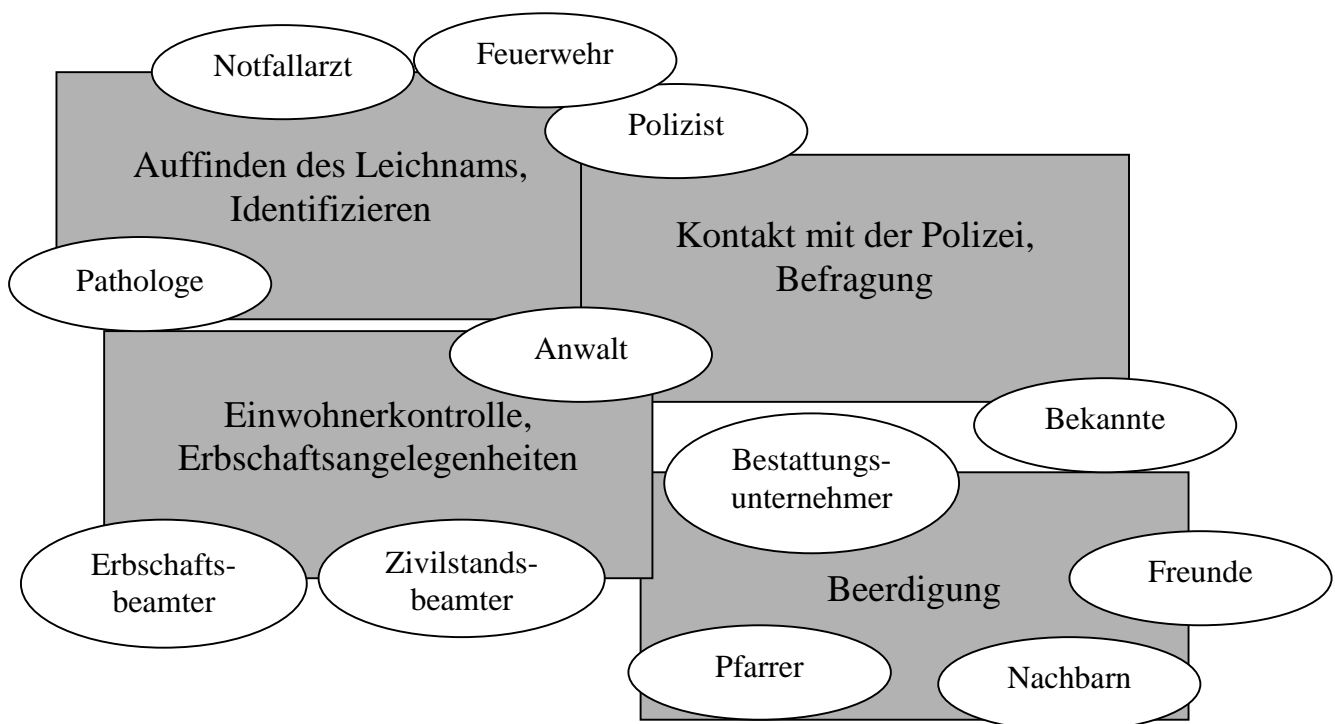 Notfallarzt
Feuerwehr
Polizist
Auffinden des Leichnams,
Identifizieren
Kontakt mit der Polizei,
Befragung
Pathologe
Anwalt
Einwohnerkontrolle,
Erbschaftsangelegenheiten
Bekannte
Bestattungs-
unternehmer
Erbschafts-
beamter
Zivilstands-
beamter
Beerdigung
Freunde
Pfarrer
Nachbarn